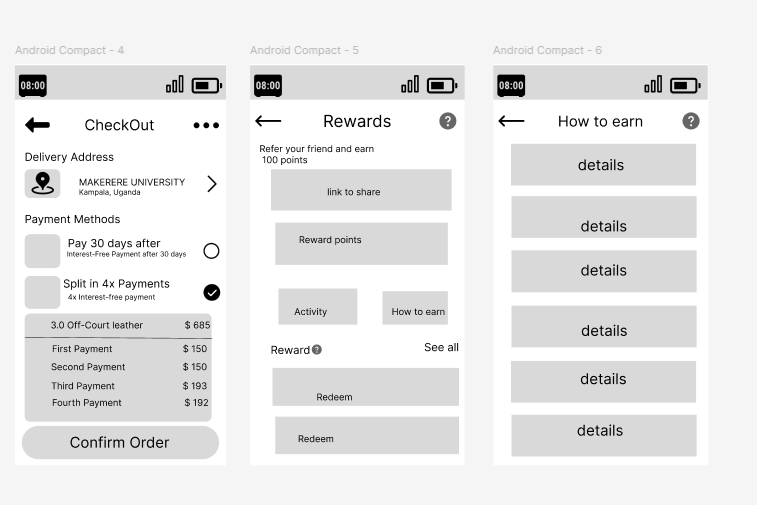 Android Compact - 4
08:00
CheckOut
Delivery Address
MAKERERE UNIVERSITY
Kampala, Uganda
Payment Methods
Pay 30 days after
Interest-Free Payment after 30 days
Split in 4x Payments
4x Interest-free payment
3.0 Off-Court leather $ 685
First Payment $ 150
Second Payment $ 150
Third Payment $ 193
Fourth Payment $ 192
Confirm Order
Android Compact - 5
08:00
Rewards ?
Refer your friend and earn
100 points
link to share
Reward points
Activity
How to earn
Reward ? See all
Redeem
Redeem
Android Compact - 6
08:00
How to earn ?
details
details
details
details
details
details